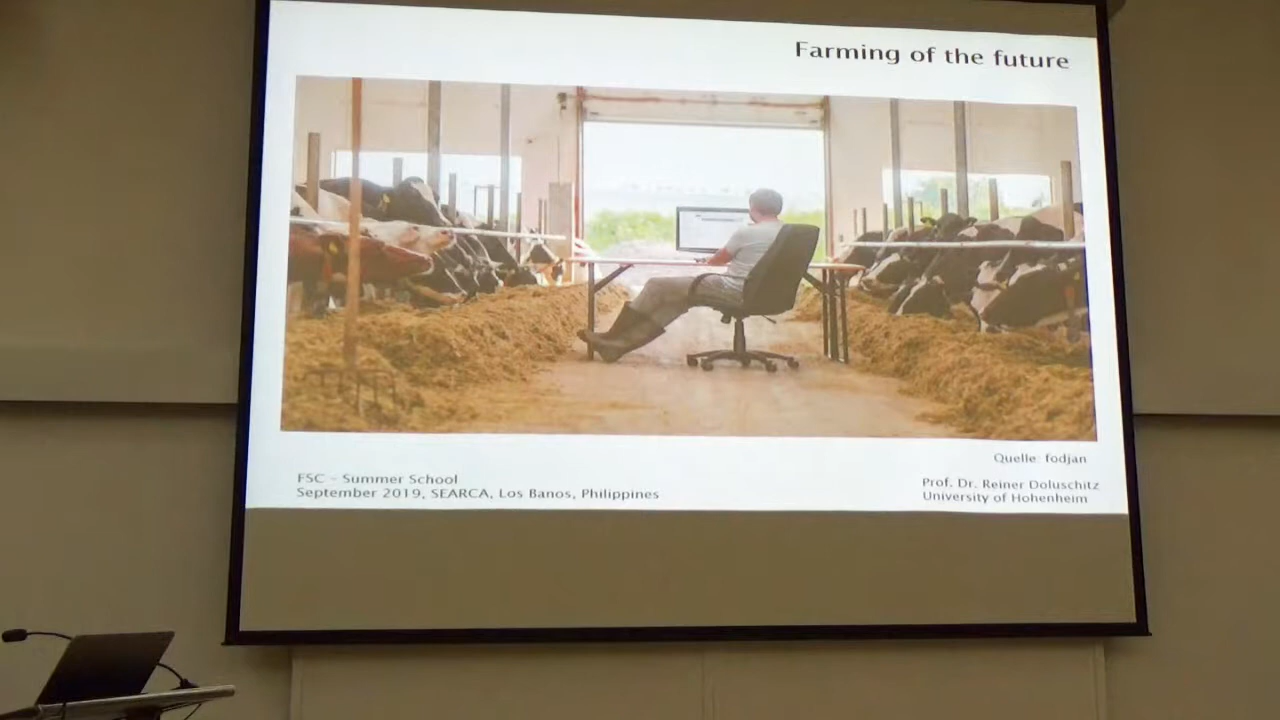 Farming of the future
Quelle: fodjan
FSC - Summer School
September 2019, SEARCA, Los Banos, Philippines
Prof. Dr. Reiner Doluschitz
University of Hohenheim